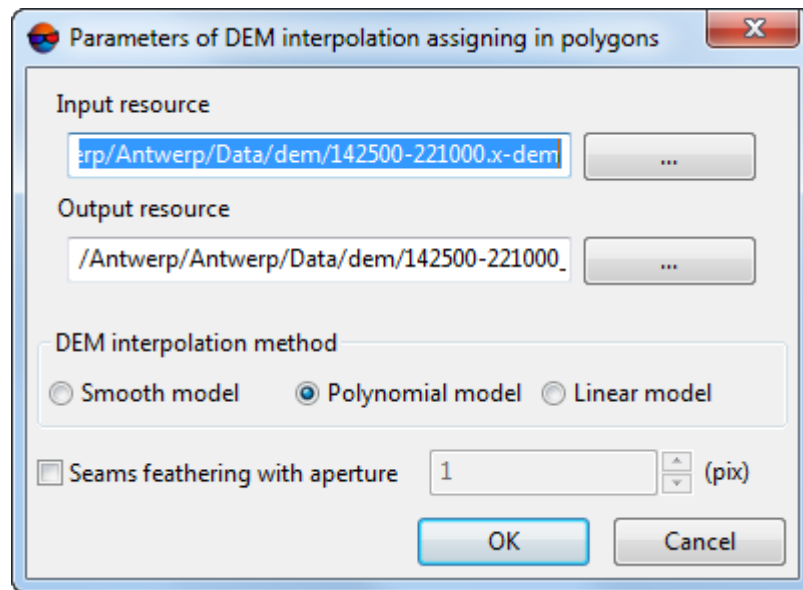 Parameters of DEM interpolation assigning in polygons
Input resource
erp/Antwerp/Data/dem/142500-221000.x-dem
...
Output resource
/Antwerp/Antwerp/Data/dem/142500-221000_
...
DEM interpolation method
Smooth model Polynomial model Linear model
Seams feathering with aperture 1 (pix)
OK Cancel